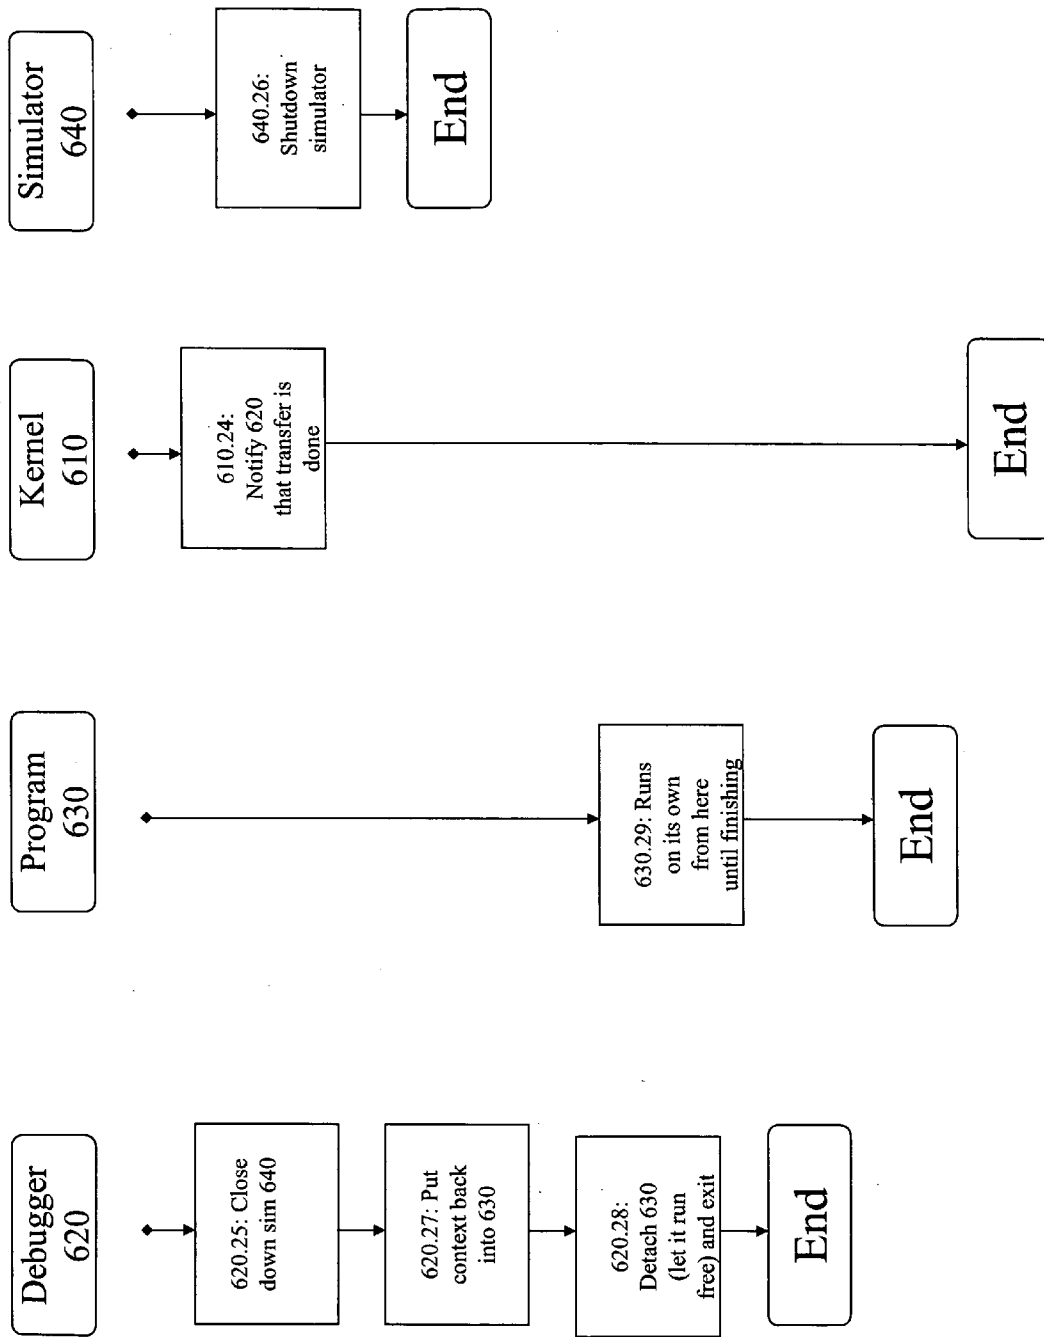 Debugger
620
620.25: Close
down sim 640
620.27: Put
context back
into 630
620.28:
Detach 630
(let it run
free) and exit
End
Program
630
630.29: Runs
on its own
from here
until finishing
End
Kernel
610
610.24:
Notify 620
that transfer is
done
End
Simulator
640
640.26:
Shutdown
simulator
End